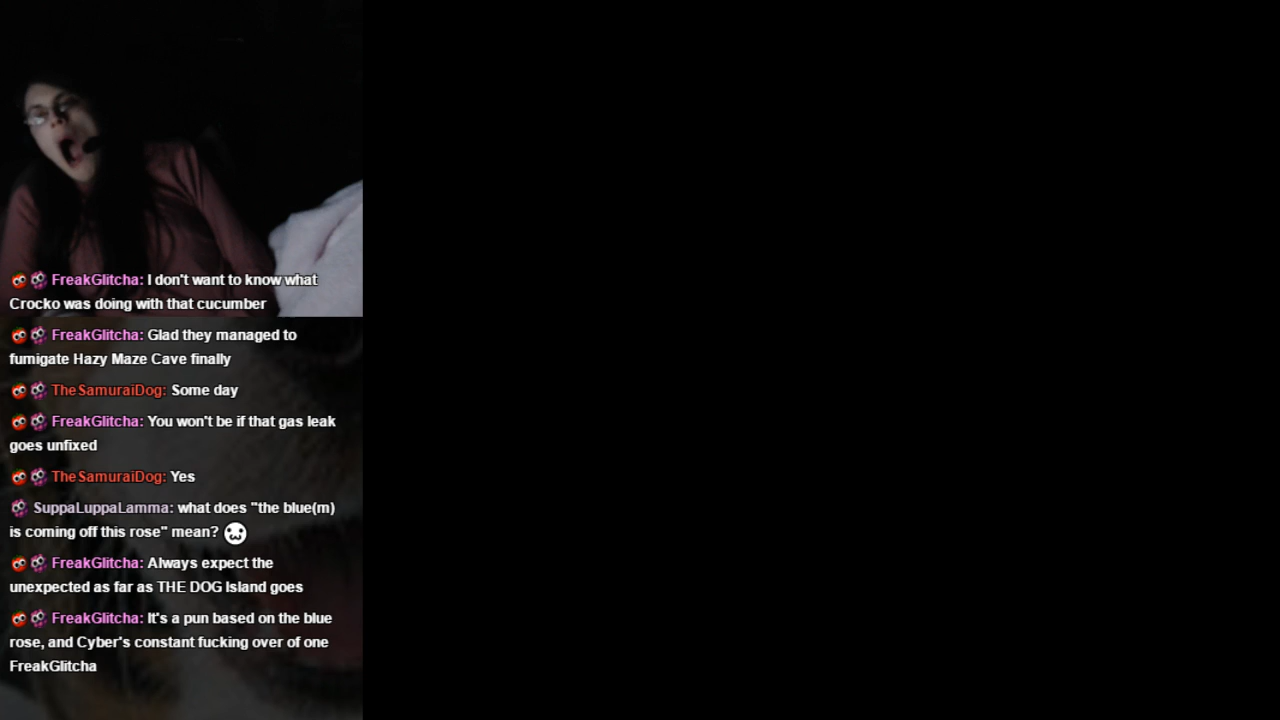 FreakGlitcha: I don't want to know what
Crocko was doing with that cucumber
FreakGlitcha: Glad they managed to
fumigate Hazy Maze Cave finally
TheSamuraiDog: Some day
FreakGlitcha: You won't be if that gas leak
goes unfixed
TheSamuraiDog: Yes
SuppaLuppaLamma: what does "the blue(m)
is coming off this rose" mean?
FreakGlitcha: Always expect the
unexpected as far as THE DOG Island goes
FreakGlitcha: It's a pun based on the blue
rose, and Cyber's constant fucking over of one
FreakGlitcha